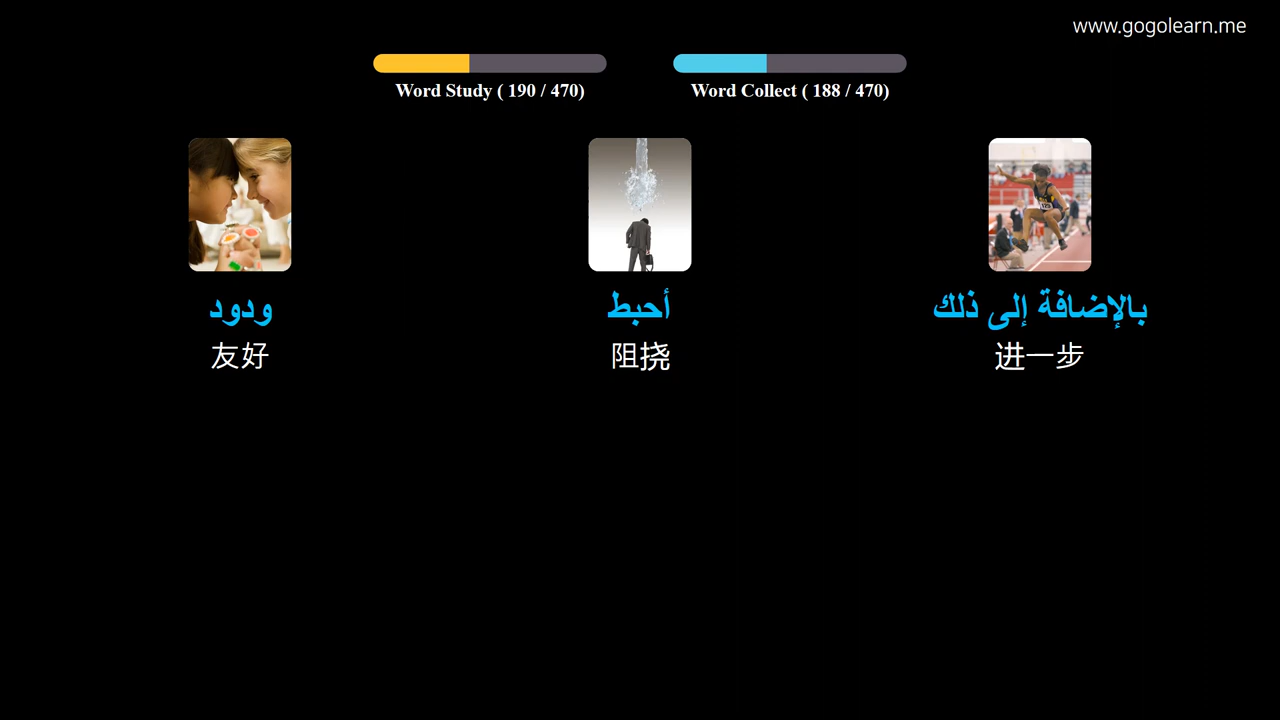 www.gogolearn.me
Word Study ( 190 / 470)
Word Collect ( 188 / 470)
ودود
أحبط
بالإضافة إلى ذلك
友好
阻挠
进一步